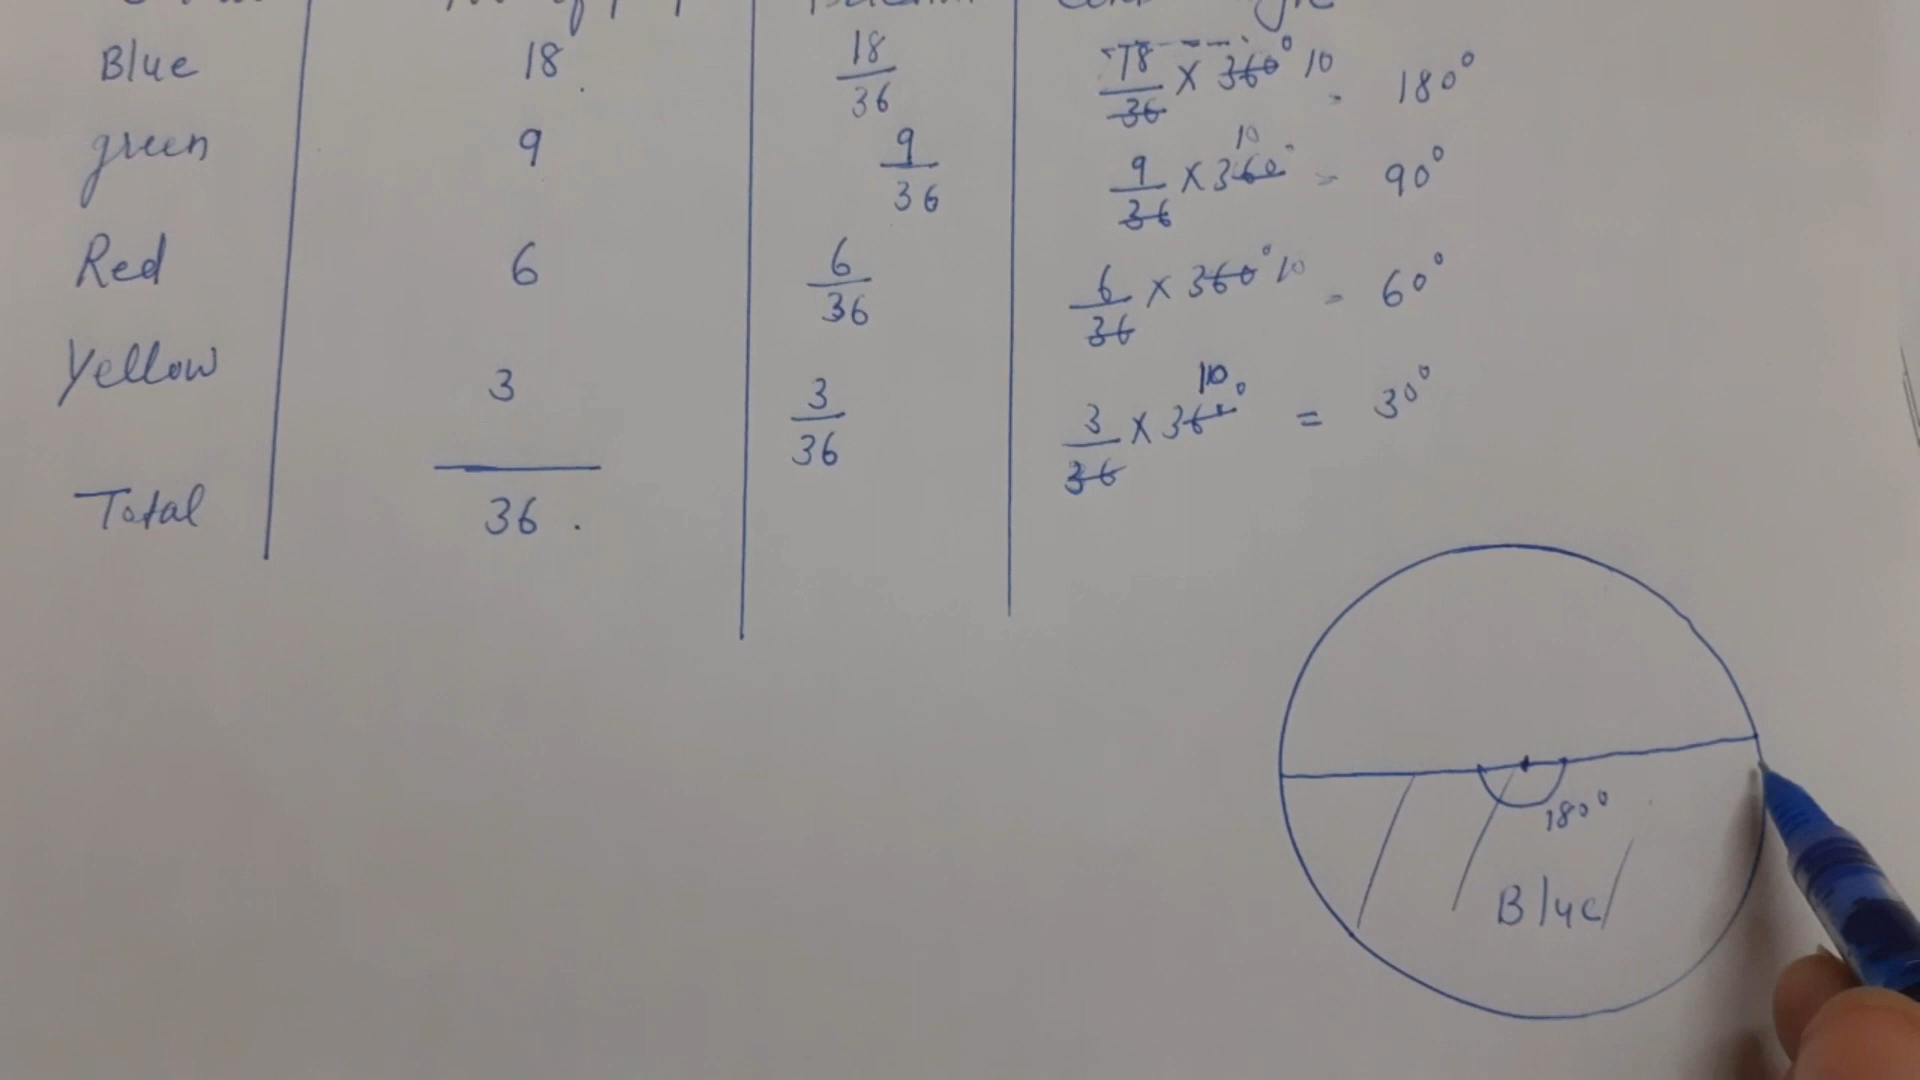 Blue 18 18/36 18/36 × 360° 10 = 180°
green 9 9/36 9/36 × 360° 10 = 90°
Red 6 6/36 6/36 × 360° 10 = 60°
Yellow 3 3/36 3/36 × 360° 10 = 30°
Total 36
180°
Blue